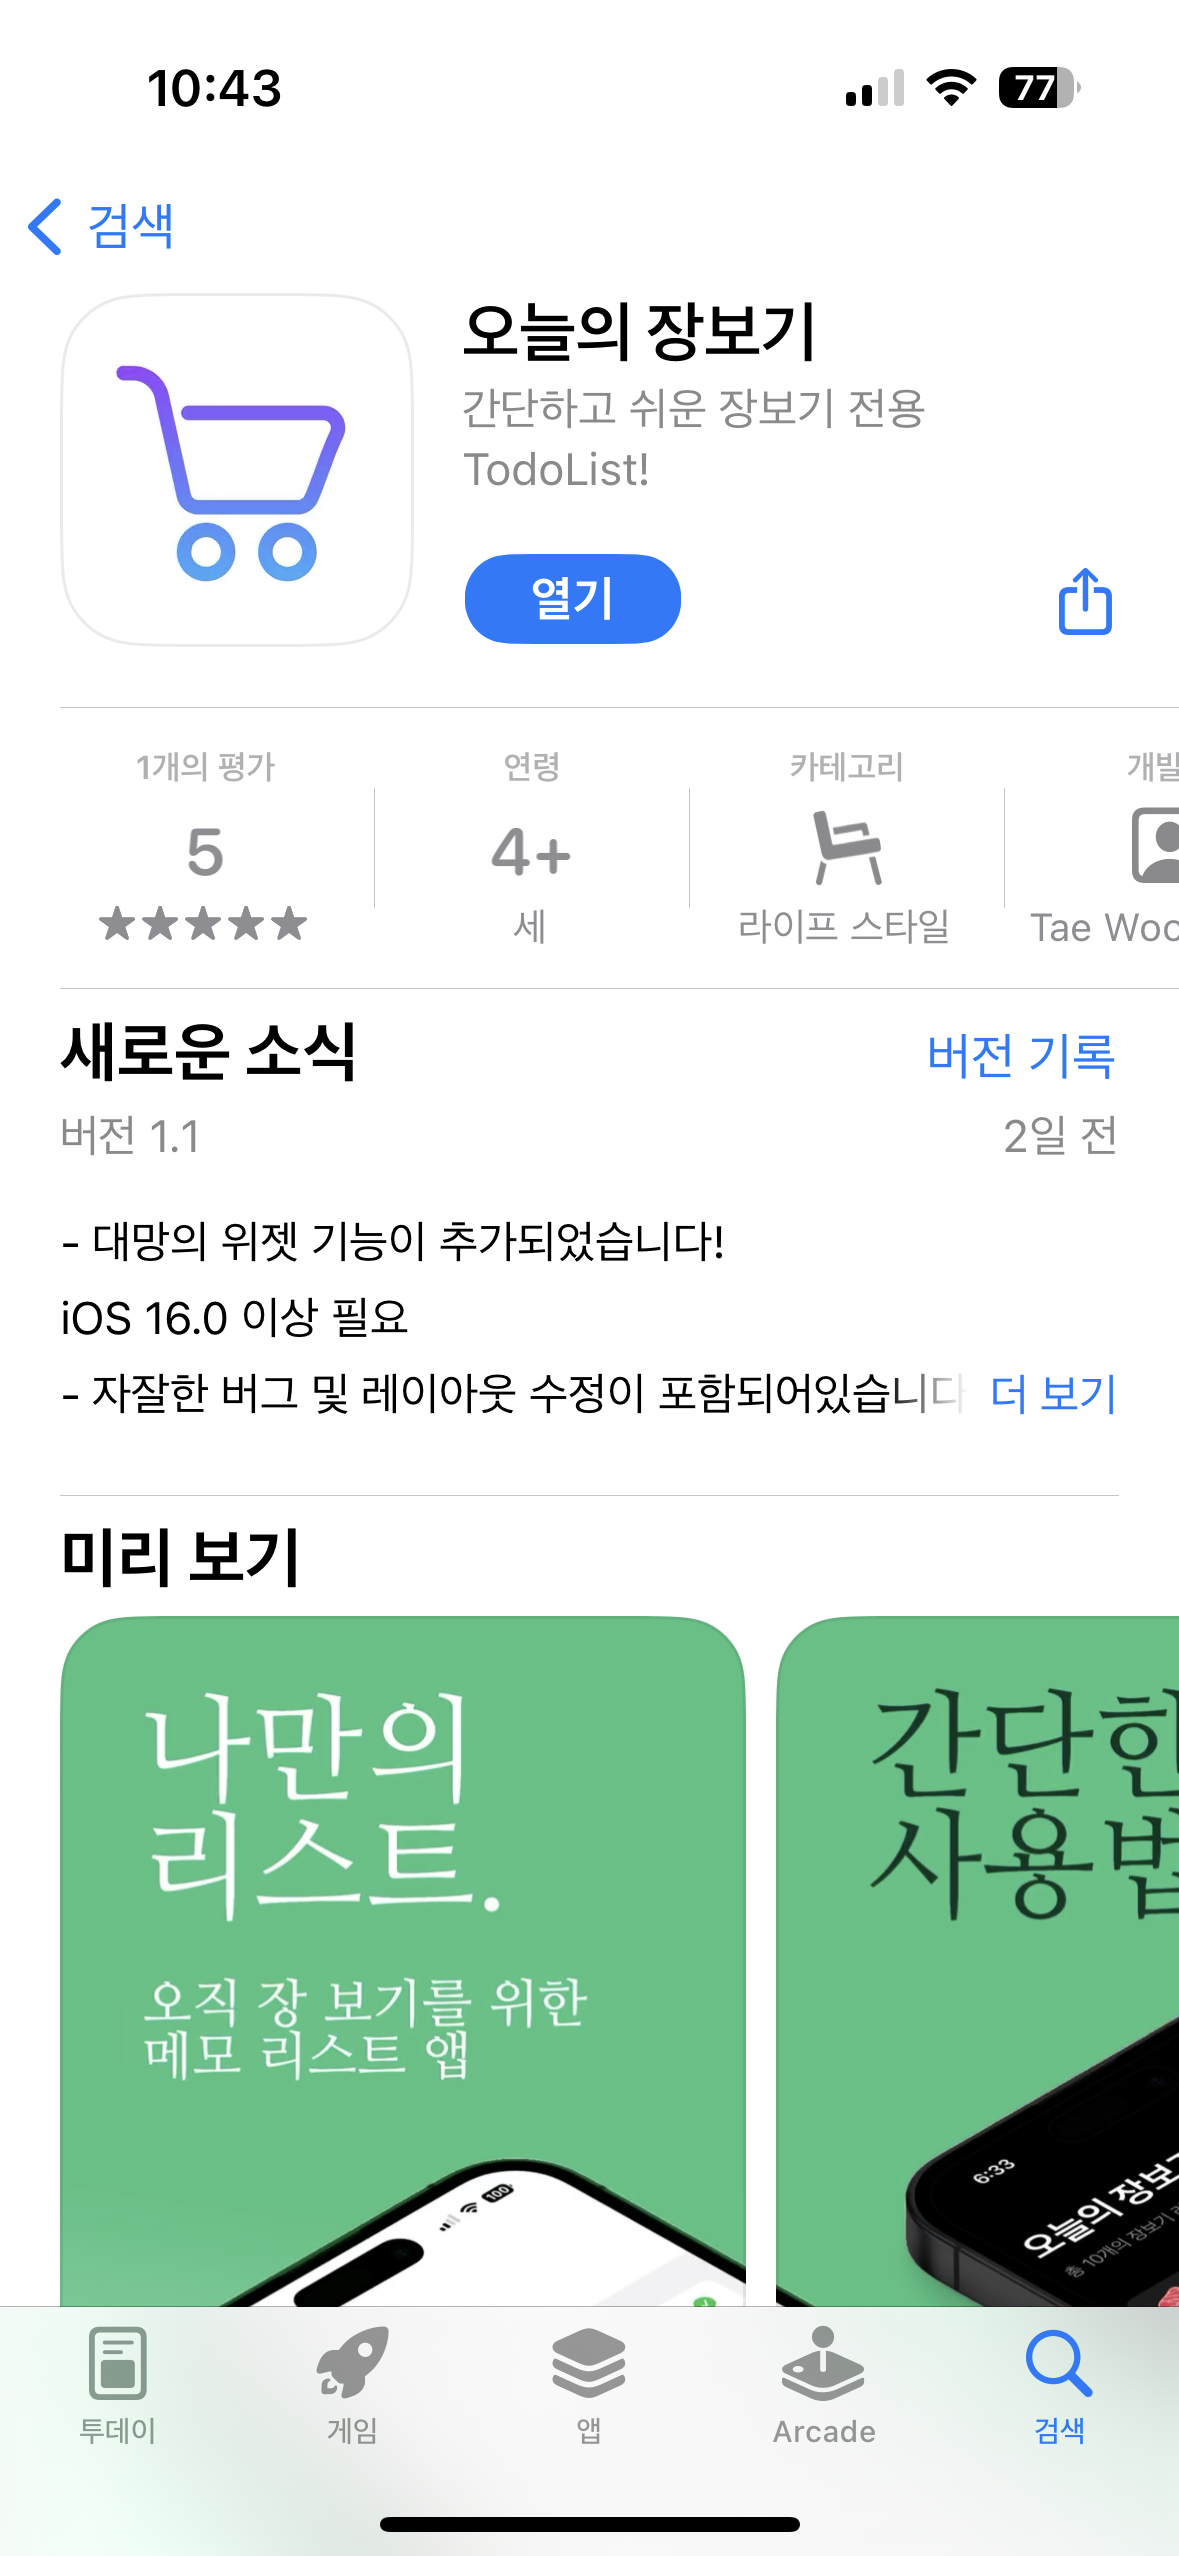 10:43
77
검색
오늘의 장보기
간단하고 쉬운 장보기 전용
TodoList!
열기
1개의 평가
5
연령
4+
세
카테고리
라이프 스타일
Tae
새로운 소식
버전 기록
버전 1.1
2일 전
- 대망의 위젯 기능이 추가되었습니다!
iOS 16.0 이상 필요
- 자잘한 버그 및 레이아웃 수정이 포함되어있습니다
더 보기
미리 보기
나만의
리스트.
오직 장 보기를 위한
메모 리스트 앱
100
간단한
사용법
6:33
오늘의 장보기
총 10개의 장보기
투데이
게임
앱
Arcade
검색